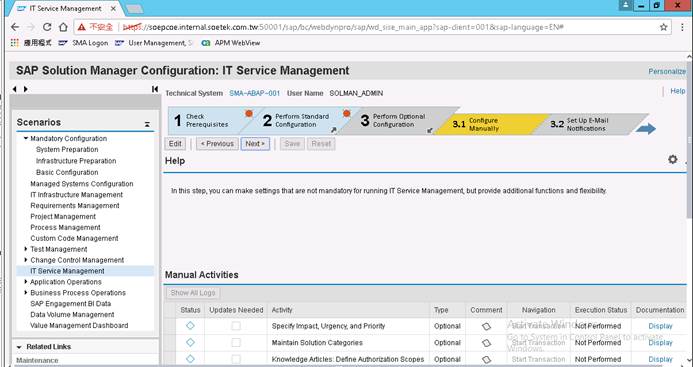 IT Service Management
不安全
https://soepcoe.internal.soetek.com.tw:50001/sap/bc/webdynpro/sap/wd_sise_main_app?sap-client=001&sap-language=EN#
應用程式
SMA Logon
User Management, S
APM WebView
SAP Solution Manager Configuration: IT Service Management
Technical System SMA-ABAP-001 User Name SOLMAN_ADMIN
Personalize
Help
Scenarios
Mandatory Configuration
System Preparation
Infrastructure Preparation
Basic Configuration
Managed Systems Configuration
IT Infrastructure Management
Requirements Management
Project Management
Process Management
Custom Code Management
Test Management
Change Control Management
IT Service Management
Application Operations
Business Process Operations
SAP Engagement BI Data
Data Volume Management
Value Management Dashboard
Related Links
Maintenance
1 Check Prerequisites
2 Perform Standard Configuration
3 Perform Optional Configuration
3.1 Configure Manually
3.2 Set Up E-Mail Notifications
Edit < Previous Next > Save Reset
Help
In this step, you can make settings that are not mandatory for running IT Service Management, but provide additional functions and flexibility.
Manual Activities
Show All Logs
Status Updates Needed Activity Type Comment Navigation Execution Status Documentation
Specify Impact, Urgency, and Priority Optional Start Transaction Not Performed Display
Maintain Solution Categories Optional Start Transaction Not Performed Display
Knowledge Articles: Define Authorization Scopes Optional Start Transaction Not Performed Display
Go to System in Control Panel to activate
Windows.